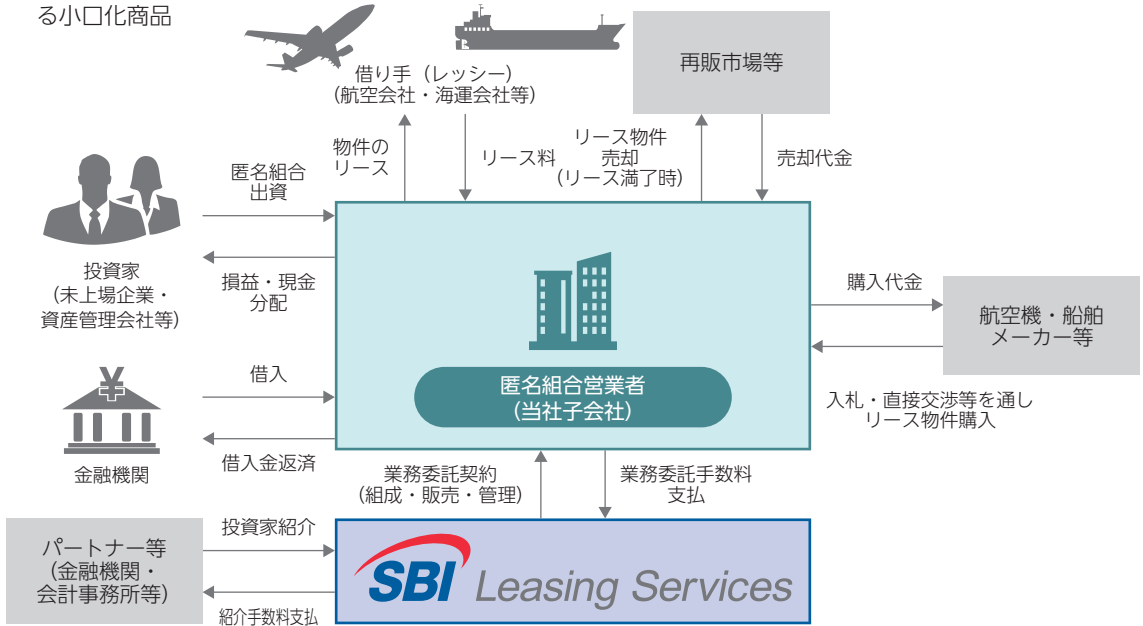 る小口化商品
借り手（レッシー）
（航空会社・海運会社等）
再販市場等
物件の
リース
リース料
リース物件
売却
（リース満了時）
売却代金
匿名組合
出資
投資家
（未上場企業・
資産管理会社等）
損益・現金
分配
購入代金
航空機・船舶
メーカー等
入札・直接交渉等を通し
リース物件購入
匿名組合営業者
（当社子会社）
¥
借入
金融機関
借入金返済
業務委託契約
（組成・販売・管理）
業務委託手数料
支払
パートナー等
（金融機関・
会計事務所等）
投資家紹介
紹介手数料支払
SBI Leasing Services